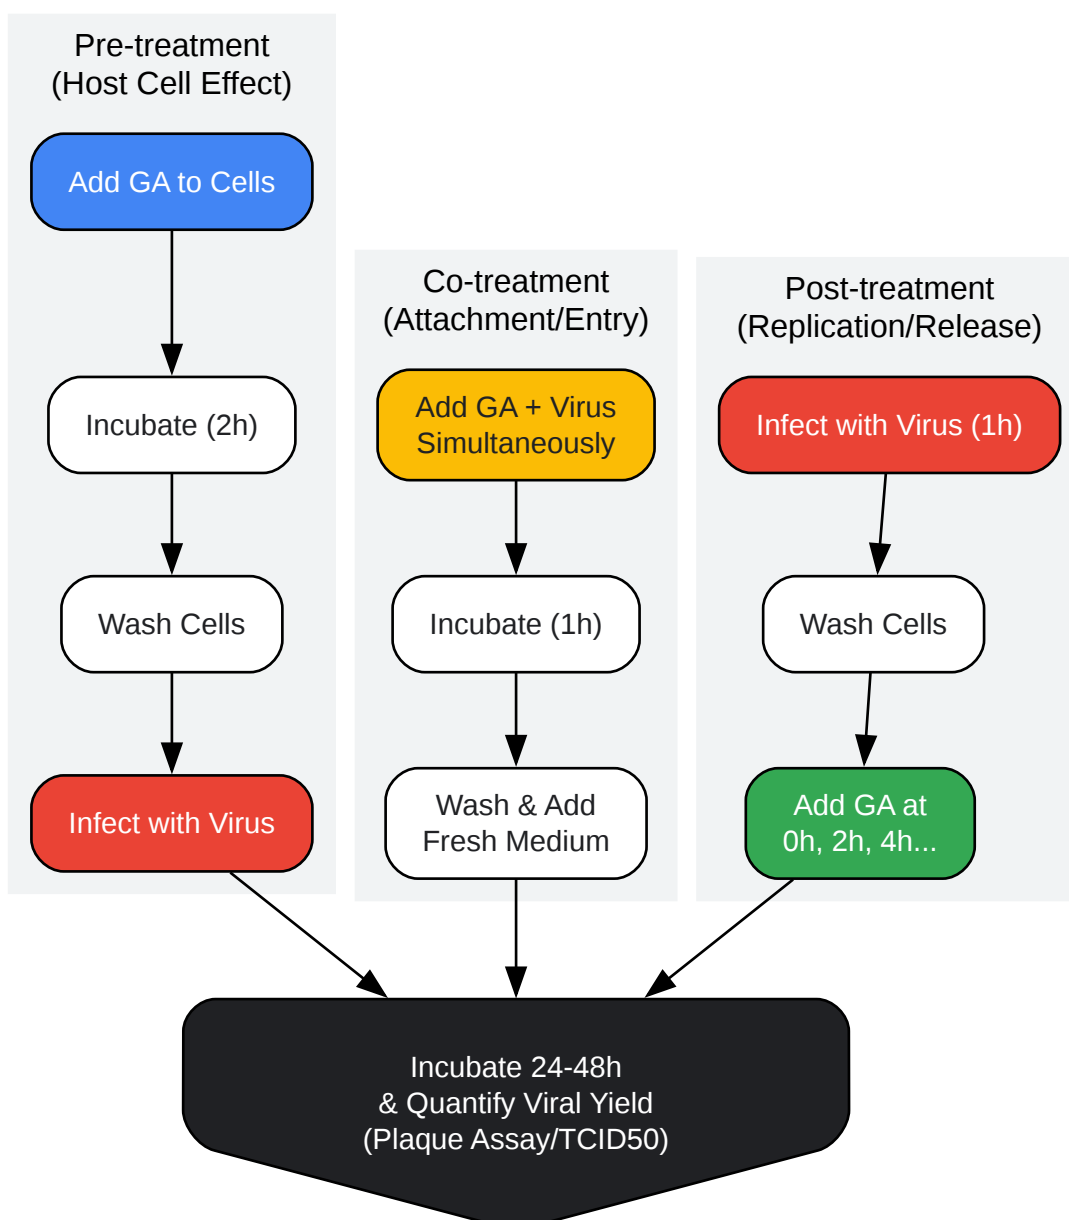 Pre-treatment
(Host Cell Effect)
Add GA to Cells
Incubate (2h)
Wash Cells
Infect with Virus
Co-treatment
(Attachment/Entry)
Add GA + Virus
Simultaneously
Incubate (1h)
Wash & Add
Fresh Medium
Post-treatment
(Replication/Release)
Infect with Virus (1h)
Wash Cells
Add GA at
0h, 2h, 4h...
Incubate 24-48h
& Quantify Viral Yield
(Plaque Assay/TCID50)